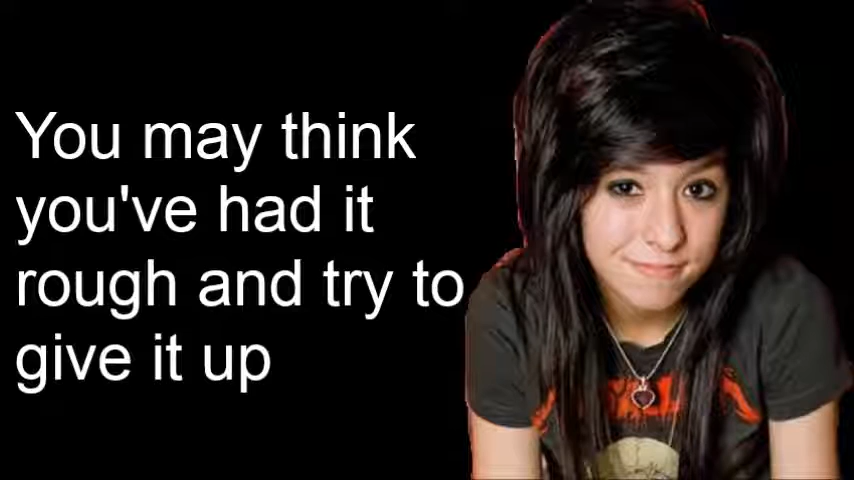 You may think
you've had it
rough and try to
give it up